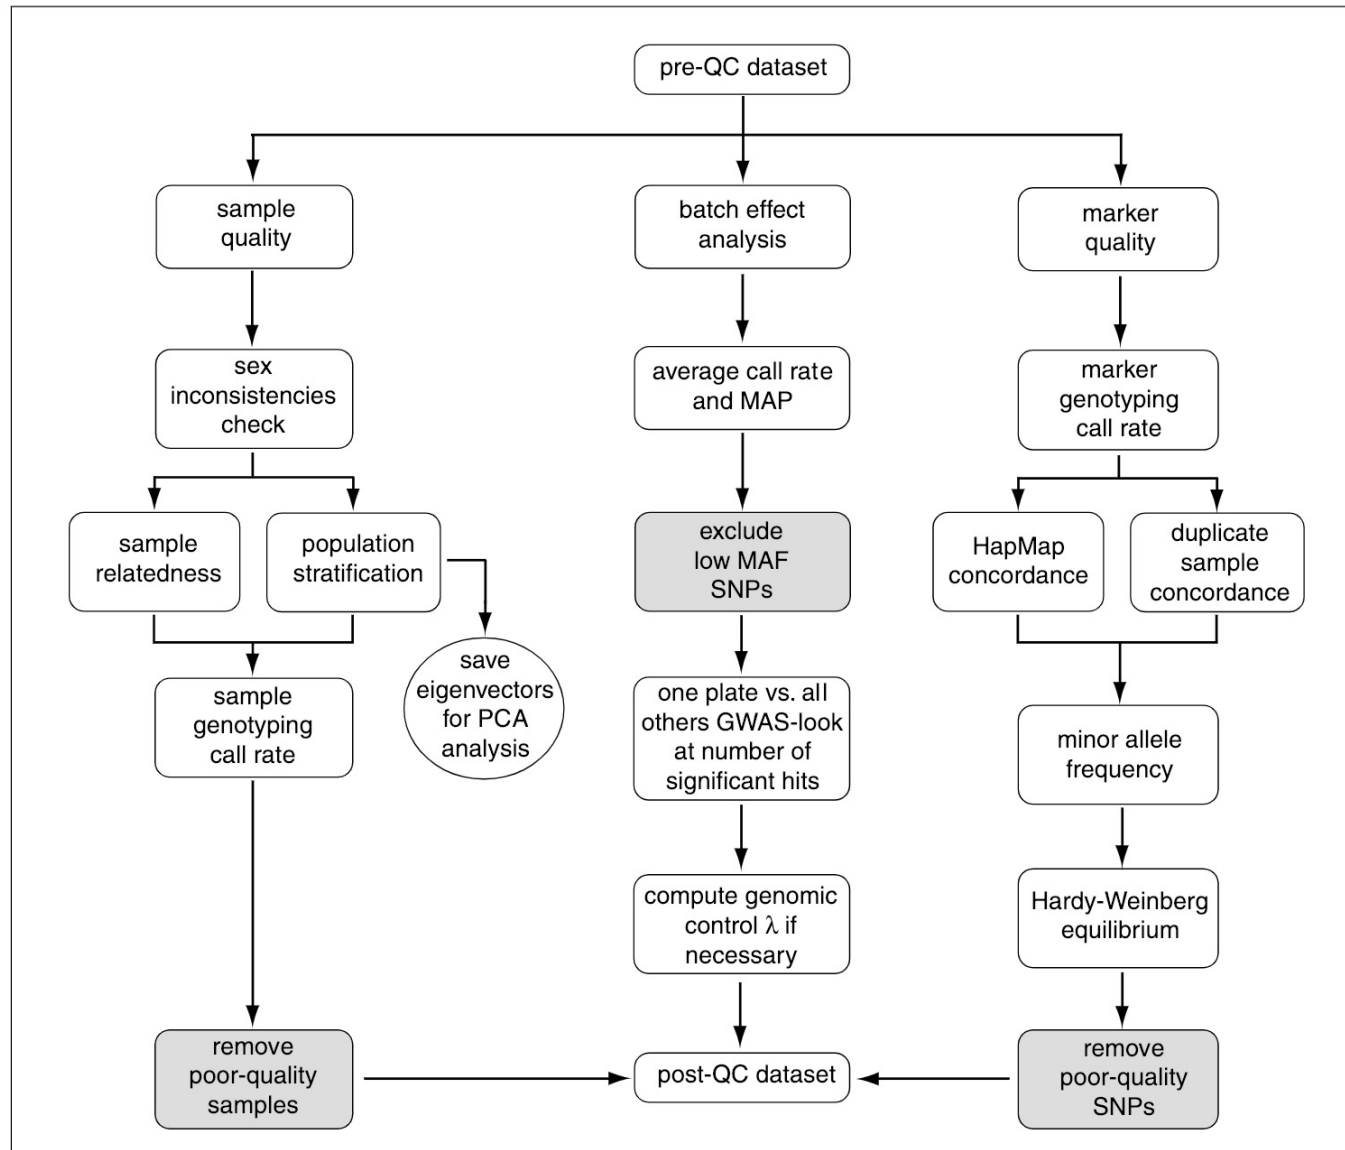 pre-QC dataset
sample
quality
sex
inconsistencies
check
sample
relatedness
population
stratification
save
eigenvectors
for PCA
analysis
sample
genotyping
call rate
remove
poor-quality
samples
batch effect
analysis
average call rate
and MAP
exclude
low MAF
SNPs
one plate vs. all
others GWAS-look
at number of
significant hits
compute genomic
control λ if
necessary
post-QC dataset
marker
quality
marker
genotyping
call rate
HapMap
concordance
duplicate
sample
concordance
minor allele
frequency
Hardy-Weinberg
equilibrium
remove
poor-quality
SNPs